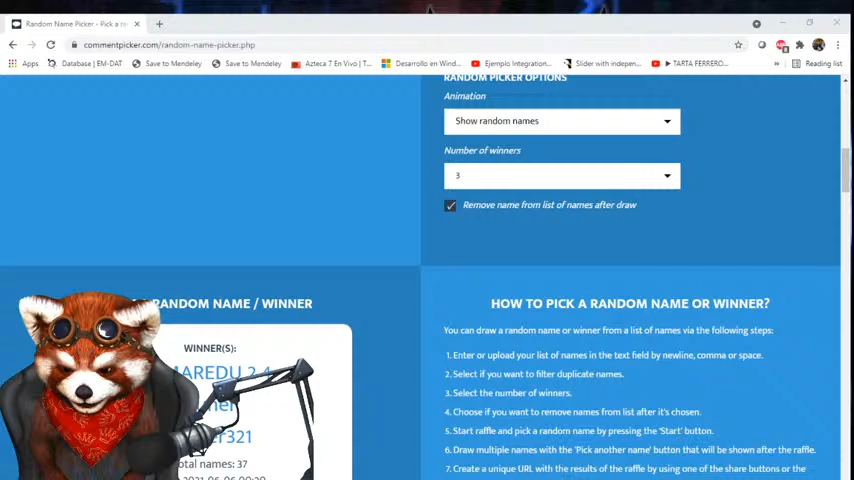 Random Name Picker - Pick a r
commentpicker.com/random-name-picker.php
Apps
Database | EM-DAT
Save to Mendeley
Save to Mendeley
Azteca 7 En Vivo | T...
Desarrollo en Wind...
Ejemplo Integration...
Slider with indepen...
▶ TARTA FERRERO...
»
Reading list
RANDOM PICKER OPTIONS
Animation
Show random names
Number of winners
3
Remove name from list of names after draw
RANDOM NAME / WINNER
WINNER(S):
MAREDU 2.4
er321
tal names: 37
HOW TO PICK A RANDOM NAME OR WINNER?
You can draw a random name or winner from a list of names via the following steps:
1. Enter or upload your list of names in the text field by newline, comma or space.
2. Select if you want to filter duplicate names.
3. Select the number of winners.
4. Choose if you want to remove names from list after it's chosen.
5. Start raffle and pick a random name by pressing the 'Start' button.
6. Draw multiple names with the 'Pick another name' button that will be shown after the raffle.
7. Create a unique URL with the results of the raffle by using one of the share buttons or the